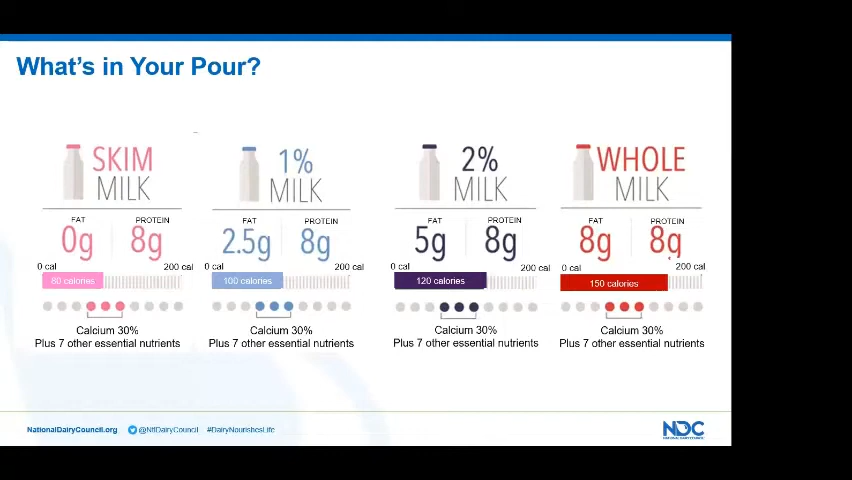 What's in Your Pour?
SKIM
MILK
FAT PROTEIN
0g 8g
0 cal 200 cal
80 calories
Calcium 30%
Plus 7 other essential nutrients
1%
MILK
FAT PROTEIN
2.5g 8g
0 cal 200 cal
100 calories
Calcium 30%
Plus 7 other essential nutrients
2%
MILK
FAT PROTEIN
5g 8g
0 cal 200 cal
120 calories
Calcium 30%
Plus 7 other essential nutrients
WHOLE
MILK
FAT PROTEIN
8g 8g
0 cal 200 cal
150 calories
Calcium 30%
Plus 7 other essential nutrients
NationalDairyCouncil.org @NtlDairyCouncil #DairyNourishesLife
NDC
NATIONAL DAIRY COUNCIL